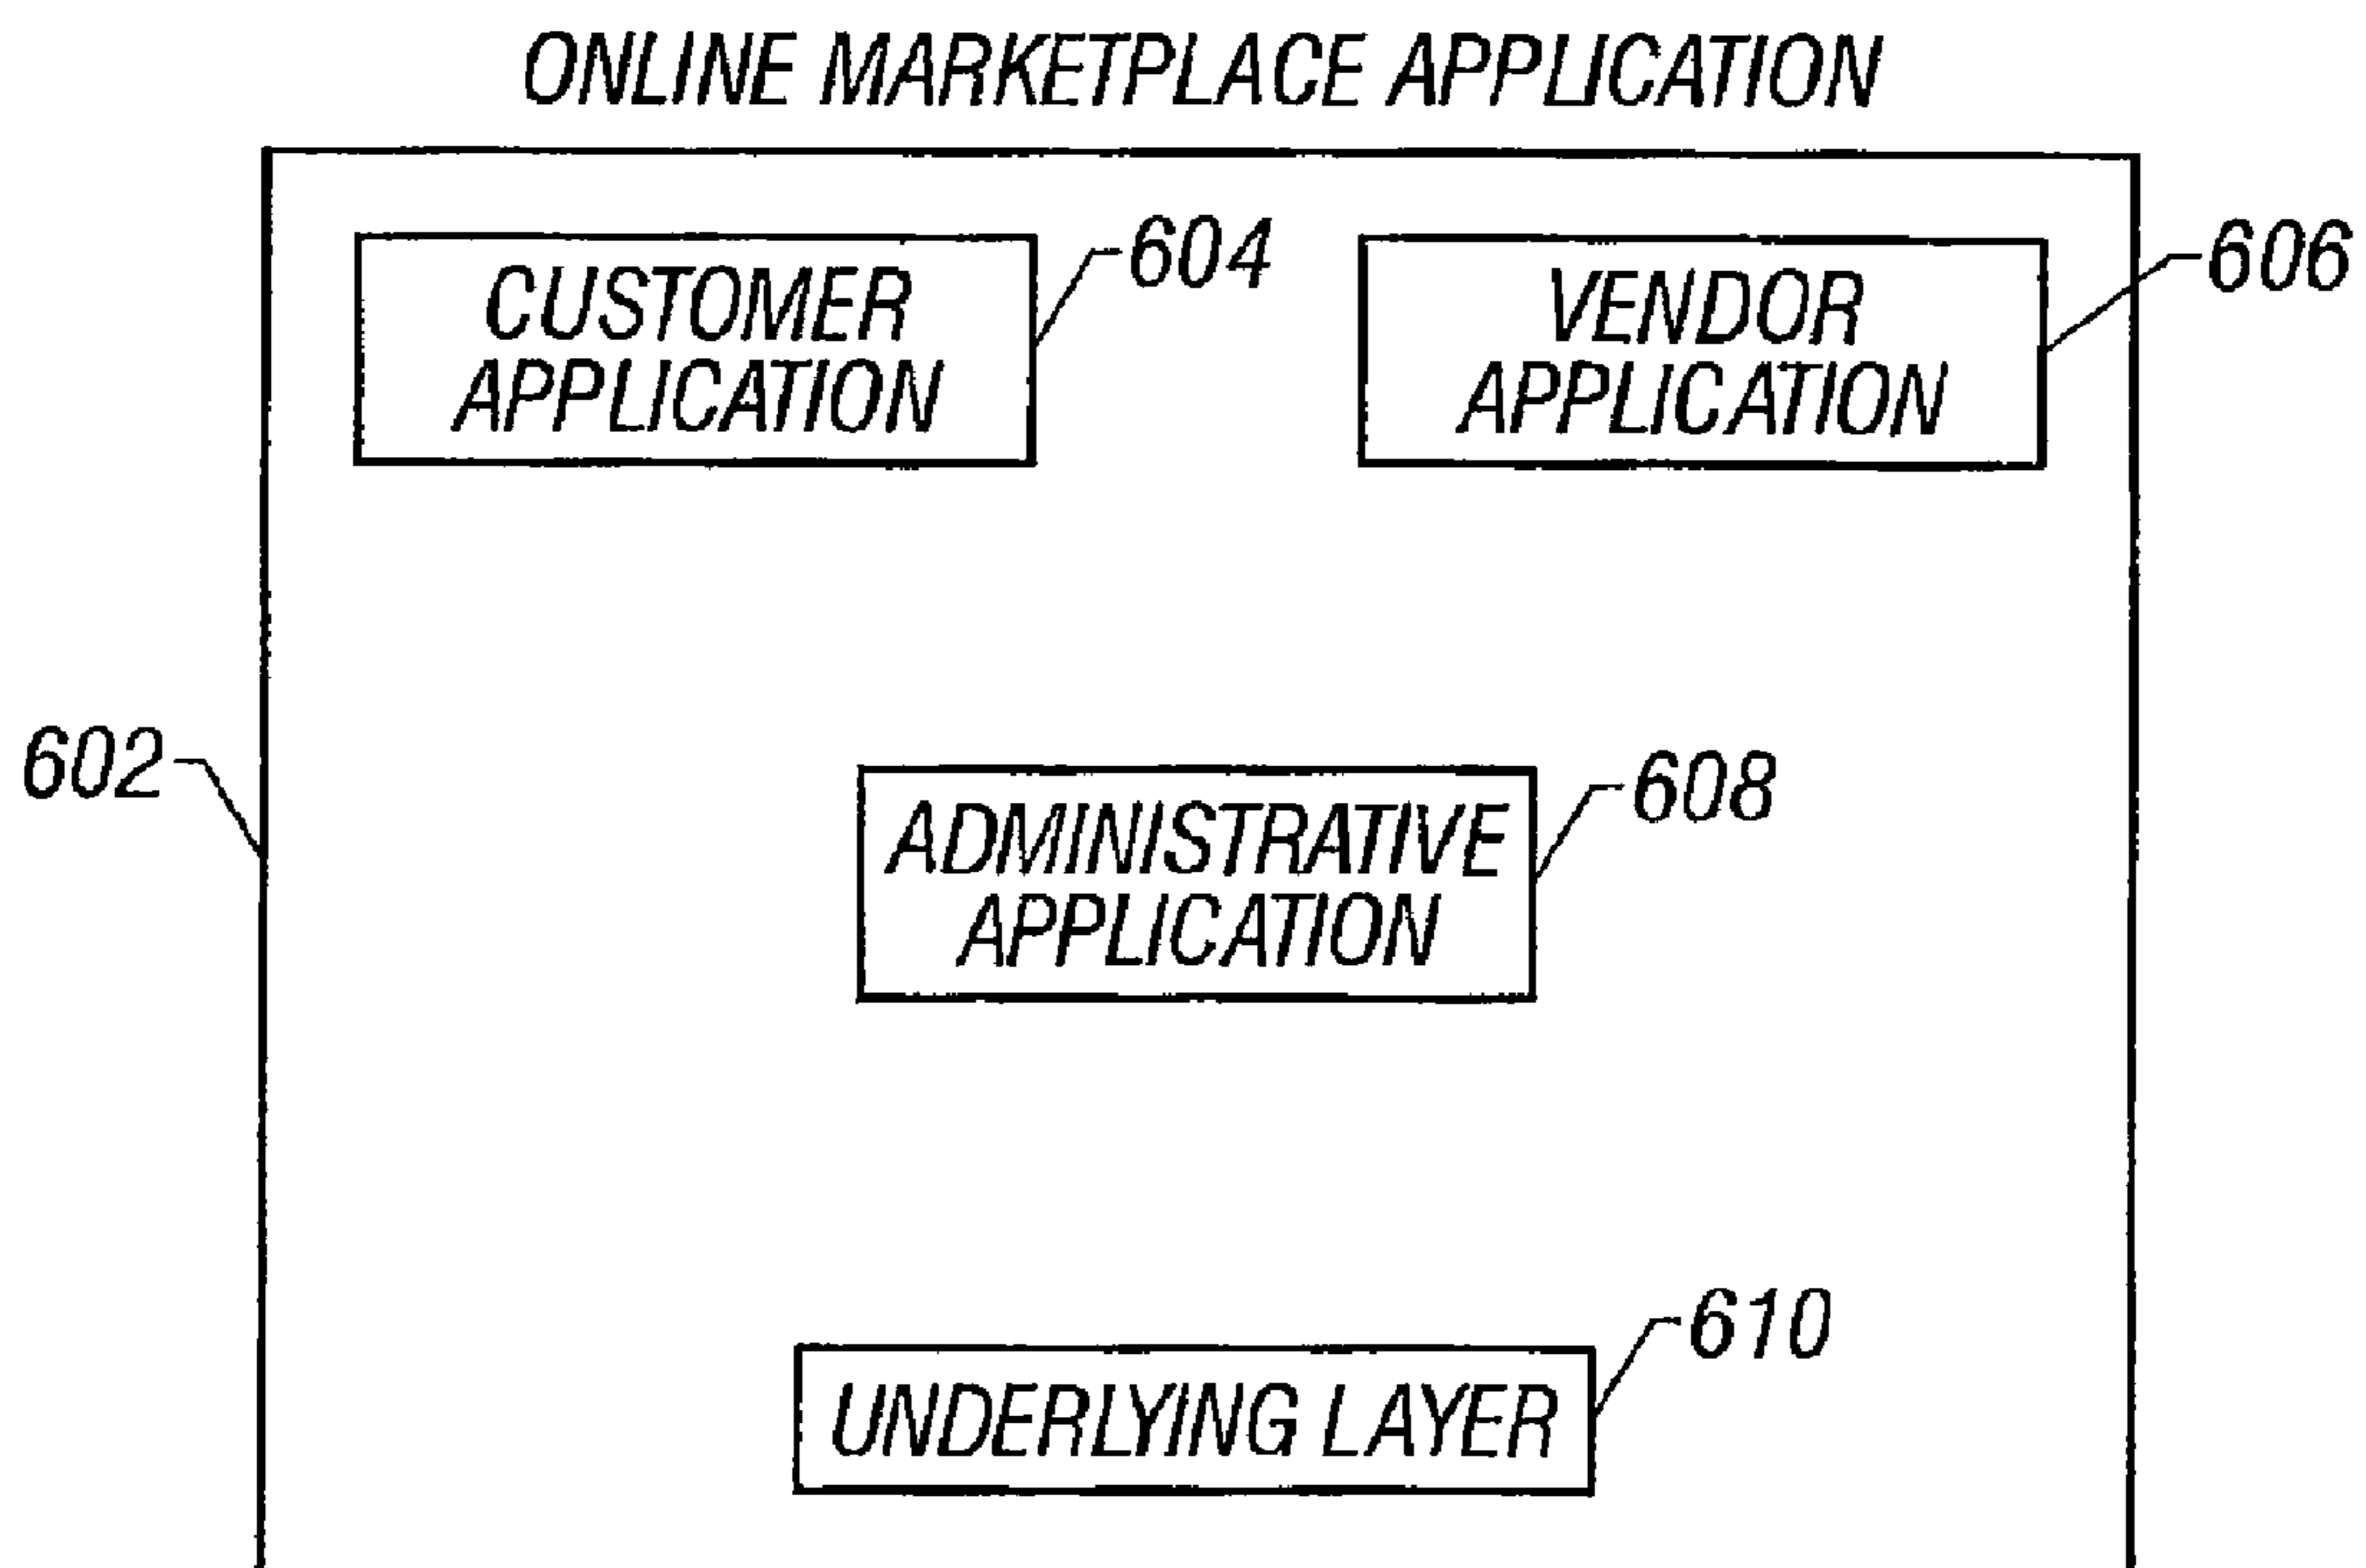 ONLINE MARKETPLACE APPLICATION
CUSTOMER
APPLICATION
604
VENDOR
APPLICATION
606
602
ADMINISTRATIVE
APPLICATION
608
UNDERLYING LAYER
610